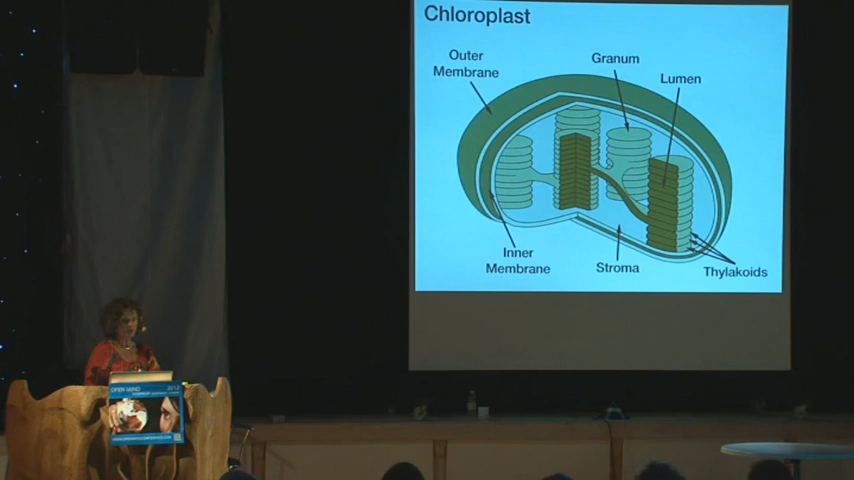 Chloroplast
Outer
Membrane
Granum
Lumen
Inner
Membrane
Stroma
Thylakoids
OPEN MIND
2012